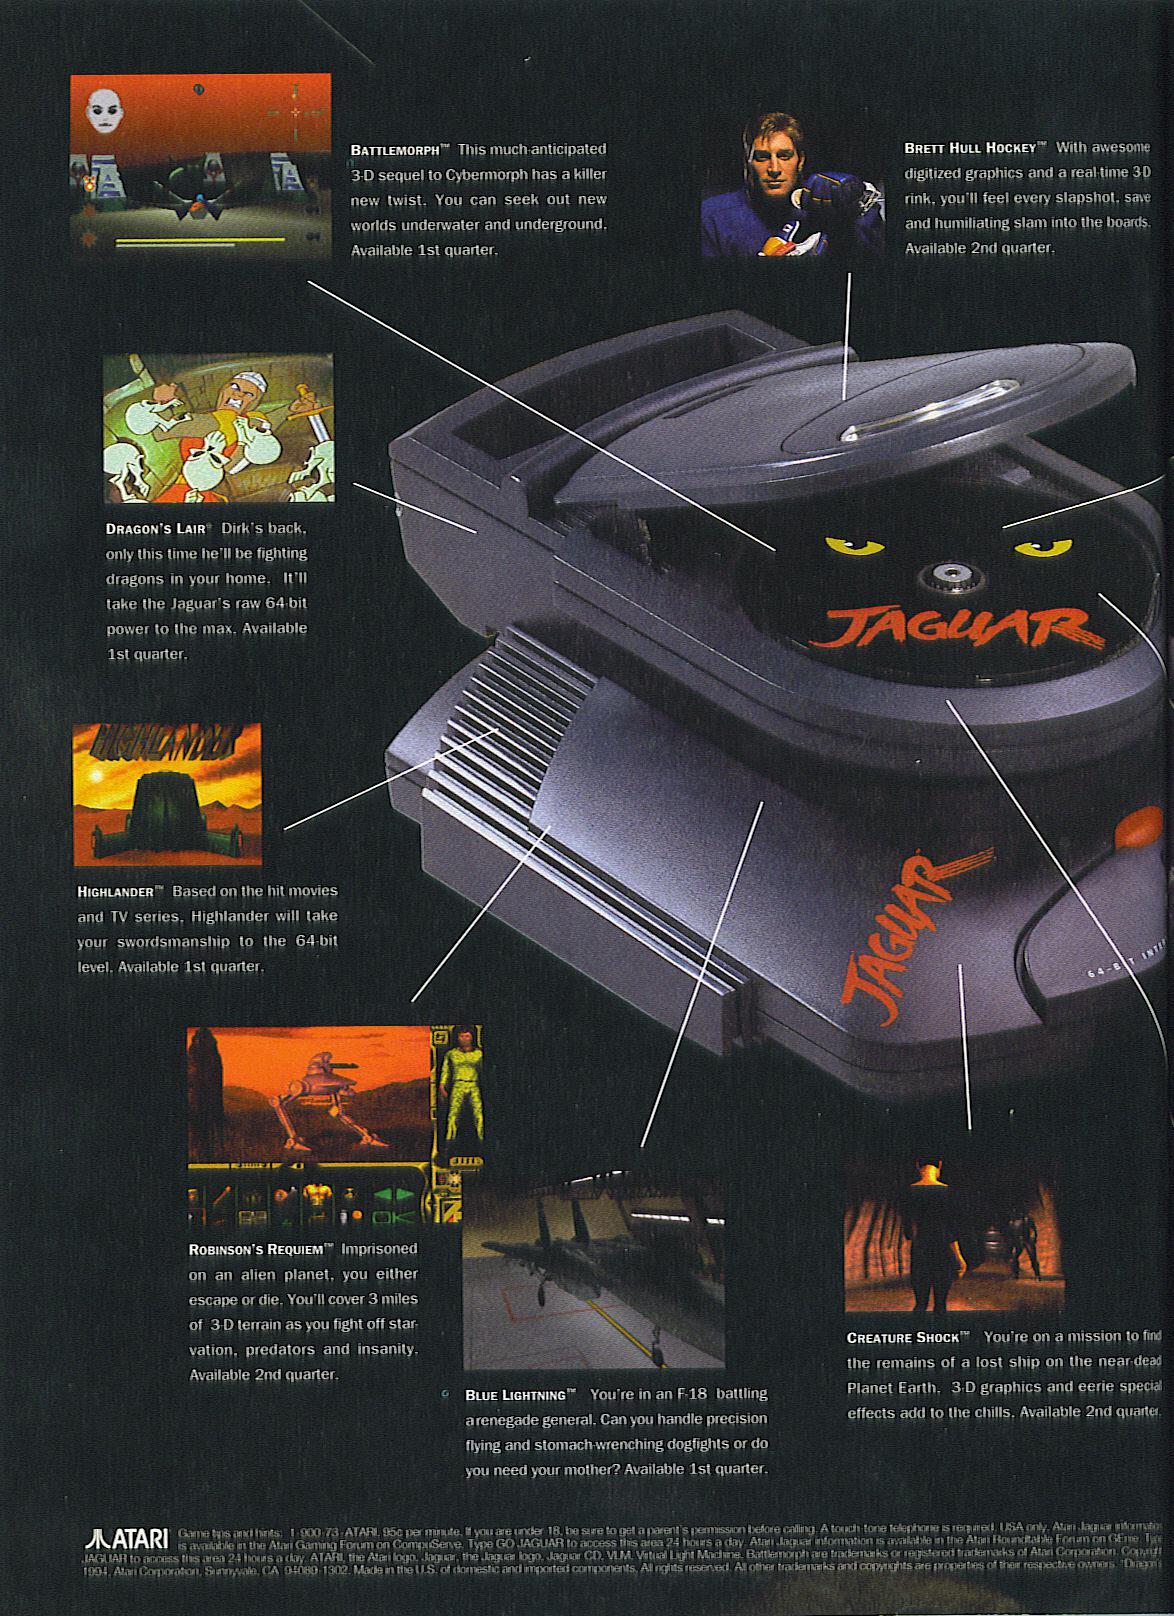 BATTLEMORPH™ This much-anticipated
3-D sequel to Cybermorph has a killer
new twist. You can seek out new
worlds underwater and underground.
Available 1st quarter.
BRETT HULL HOCKEY™ With awesome
digitized graphics and a real-time 3D
rink, you'll feel every slapshot, save
and humiliating slam into the boards.
Available 2nd quarter.
DRAGON'S LAIR® Dirk's back,
only this time he'll be fighting
dragons in your home. It'll
take the Jaguar's raw 64-bit
power to the max. Available
1st quarter.
JAGUAR
HIGHLANDER
HIGHLANDER™ Based on the hit movies
and TV series, Highlander will take
your swordsmanship to the 64-bit
level. Available 1st quarter.
JAGUAR
64-BIT INTER
OK
ROBINSON'S REQUIEM™ Imprisoned
on an alien planet, you either
escape or die. You'll cover 3 miles
of 3-D terrain as you fight off star-
vation, predators and insanity.
Available 2nd quarter.
BLUE LIGHTNING™ You're in an F-18 battling
a renegade general. Can you handle precision
flying and stomach-wrenching dogfights or do
you need your mother? Available 1st quarter.
CREATURE SHOCK™ You're on a mission to find
the remains of a lost ship on the near-dead
Planet Earth. 3-D graphics and eerie special
effects add to the chills. Available 2nd quarter.
ATARI Game tips and hints: 1-900-73-ATARI. 95c per minute. If you are under 18, be sure to get a parent's permission before calling. A touch-tone telephone is required. USA only. Atari Jaguar information
is available in the Atari Gaming Forum on CompuServe. Type GO JAGUAR to access this area 24 hours a day. Atari Jaguar information is available in the Atari Roundtable Forum on GEnie. Type
JAGUAR to access this area 24 hours a day. ATARI, the Atari logo, Jaguar, the Jaguar logo, Jaguar CD, VLM, Virtual Light Machine, Battlemorph are trademarks or registered trademarks of Atari Corporation. Copyright
1994, Atari Corporation, Sunnyvale, CA 94089-1302. Made in the U.S. of domestic and imported components. All rights reserved. All other trademarks and copyrights are properties of their respective owners. "Dragon's